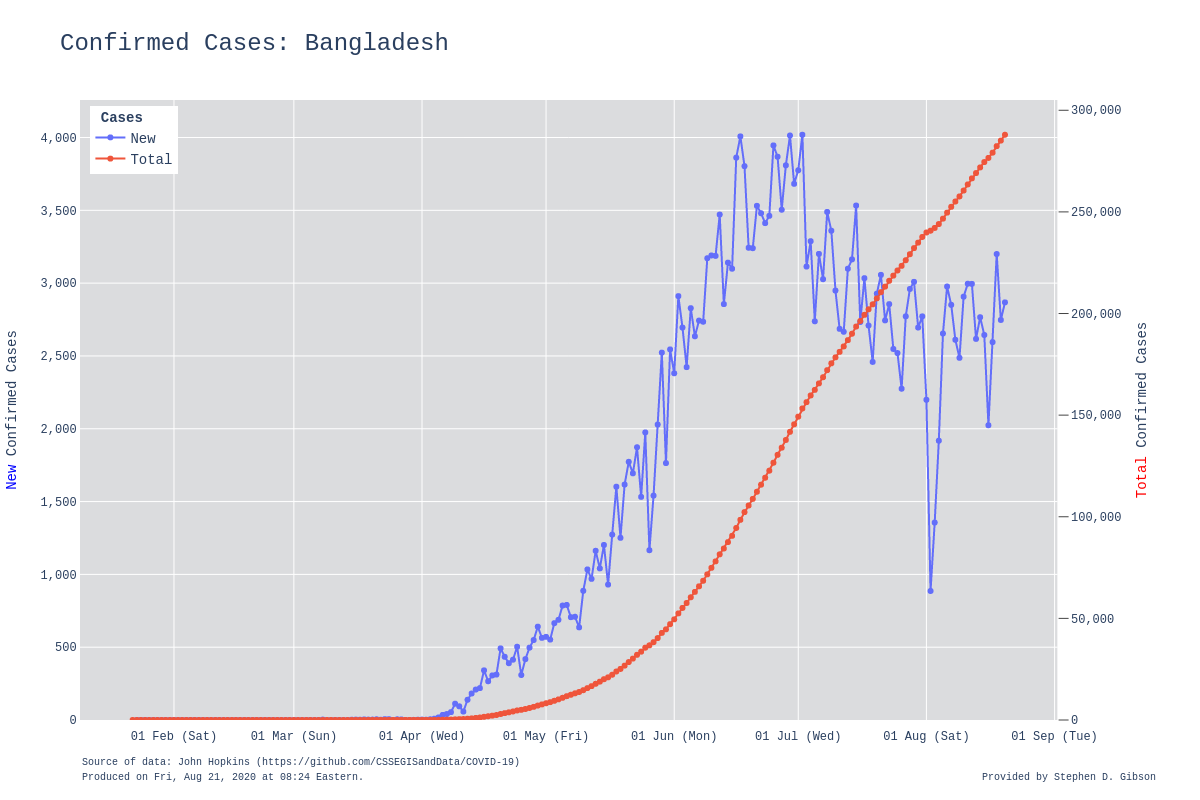 Confirmed Cases: Bangladesh
Cases
New
Total
4,000
3,500
3,000
2,500
2,000
1,500
1,000
500
0
New Confirmed Cases
300,000
250,000
200,000
150,000
100,000
50,000
0
Total Confirmed Cases
01 Feb (Sat) 01 Mar (Sun) 01 Apr (Wed) 01 May (Fri) 01 Jun (Mon) 01 Jul (Wed) 01 Aug (Sat) 01 Sep (Tue)
Source of data: John Hopkins (https://github.com/CSSEGISandData/COVID-19)
Produced on Fri, Aug 21, 2020 at 08:24 Eastern.
Provided by Stephen D. Gibson